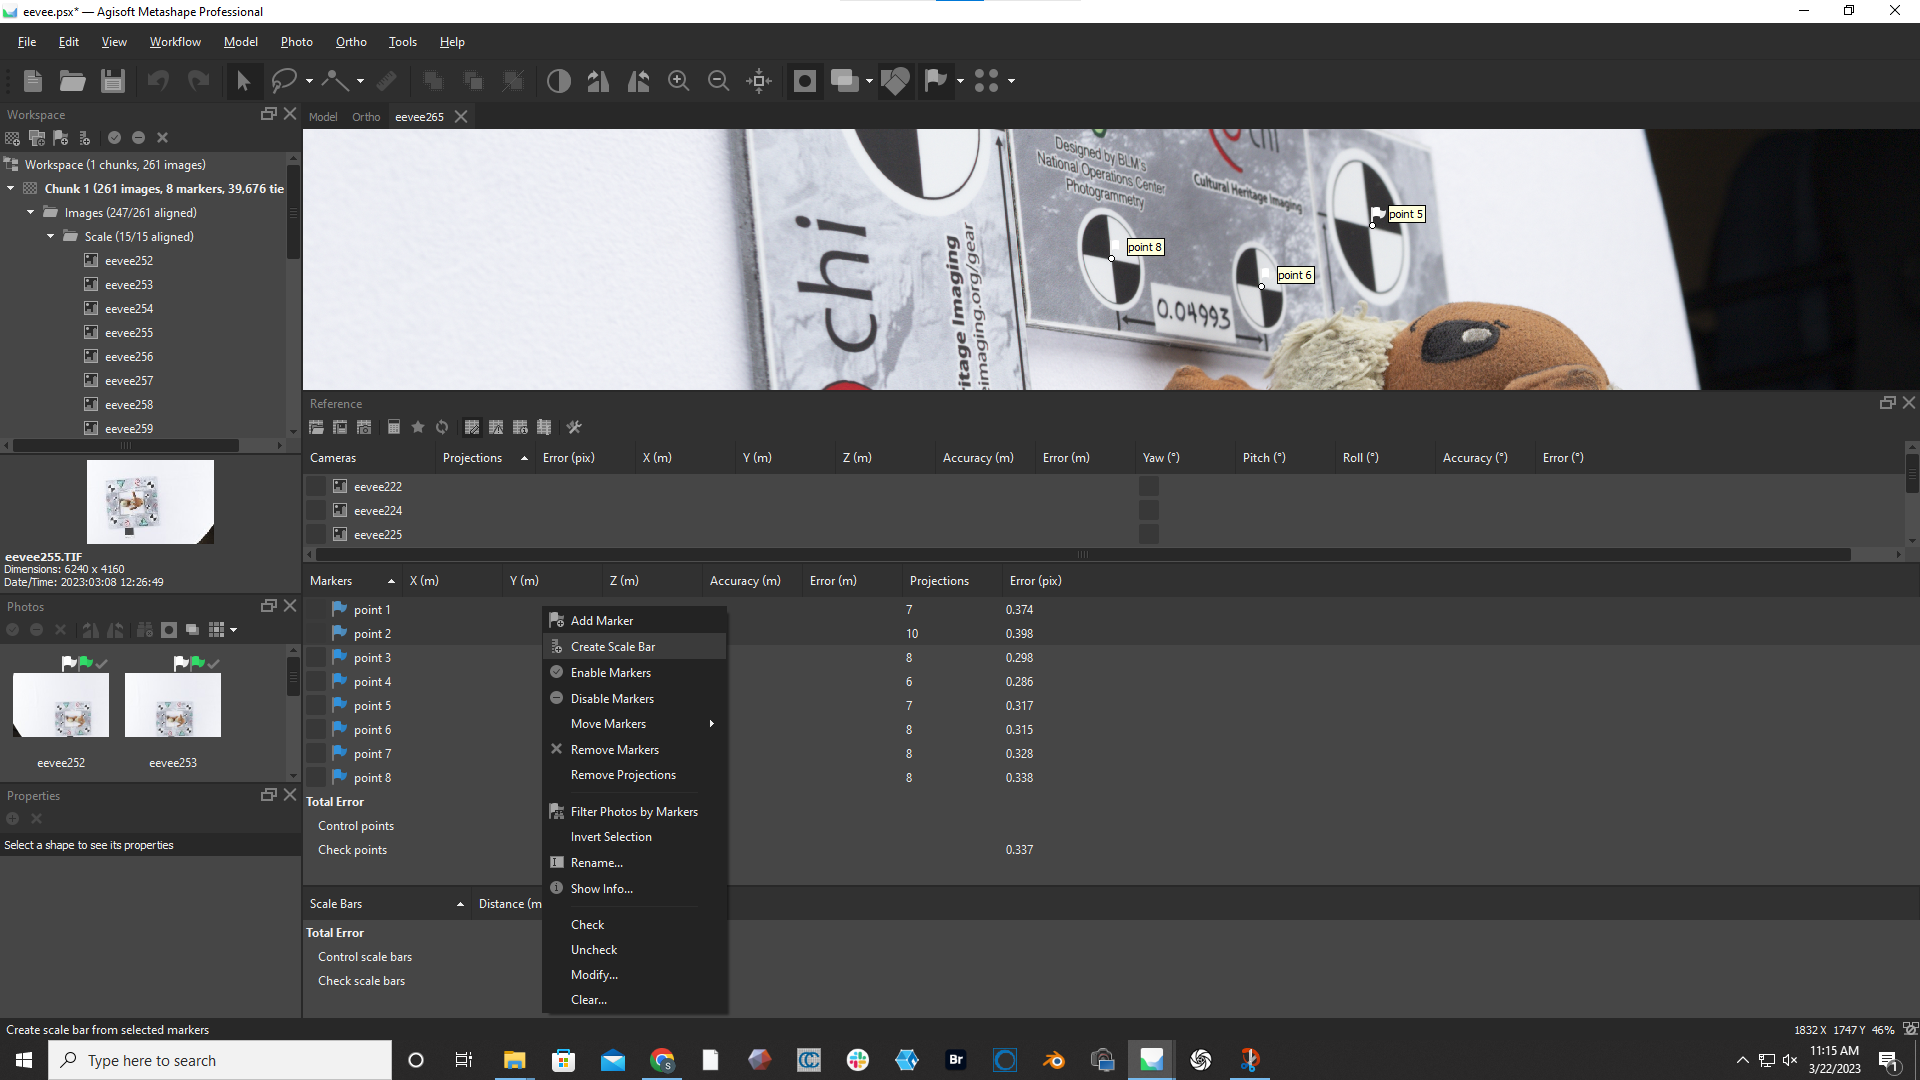 eevee.psx* — Agisoft Metashape Professional
File Edit View Workflow Model Photo Ortho Tools Help
Workspace
Model Ortho eevee265
Workspace (1 chunks, 261 images)
Chunk 1 (261 images, 8 markers, 39,676 tie
Images (247/261 aligned)
Scale (15/15 aligned)
eevee252
eevee253
eevee254
eevee255
eevee256
eevee257
eevee258
eevee259
chi
Designed by BLM's
National Operations Center
Photogrammetry
chi
Cultural Heritage Imaging
ritage Imaging
eimaging.org/gear
0.04993
point 5
point 8
point 6
eevee255.TIF
Dimensions: 6240 x 4160
Date/Time: 2023:03:08 12:26:49
Photos
eevee252 eevee253
Properties
Select a shape to see its properties
Reference
Cameras Projections Error (pix) X (m) Y (m) Z (m) Accuracy (m) Error (m) Yaw (°) Pitch (°) Roll (°) Accuracy (°) Error (°)
eevee222
eevee224
eevee225
Markers X (m) Y (m) Z (m) Accuracy (m) Error (m) Projections Error (pix)
point 1 7 0.374
point 2 10 0.398
point 3 8 0.298
point 4 6 0.286
point 5 7 0.317
point 6 8 0.315
point 7 8 0.328
point 8 8 0.338
Total Error
Control points
Check points 0.337
Add Marker
Create Scale Bar
Enable Markers
Disable Markers
Move Markers
Remove Markers
Remove Projections
Filter Photos by Markers
Invert Selection
Rename...
Show Info...
Check
Uncheck
Modify...
Clear...
Scale Bars Distance (m
Total Error
Control scale bars
Check scale bars
Create scale bar from selected markers
1832 X 1747 Y 46%
Type here to search
S
CC
Br
11:15 AM
3/22/2023
1